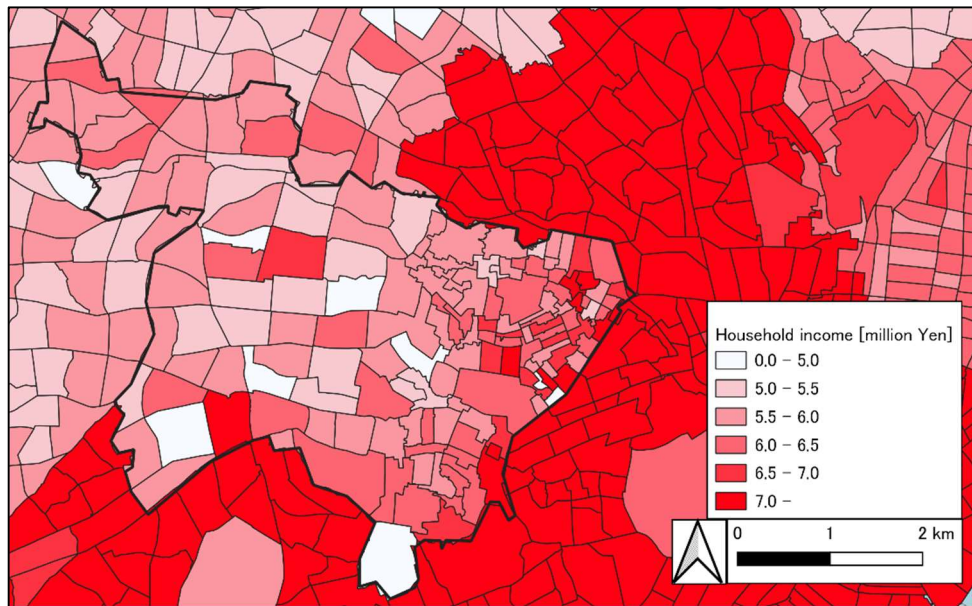 Household income [million Yen]
0.0 – 5.0
5.0 – 5.5
5.5 – 6.0
6.0 – 6.5
6.5 – 7.0
7.0 –
0 1 2 km